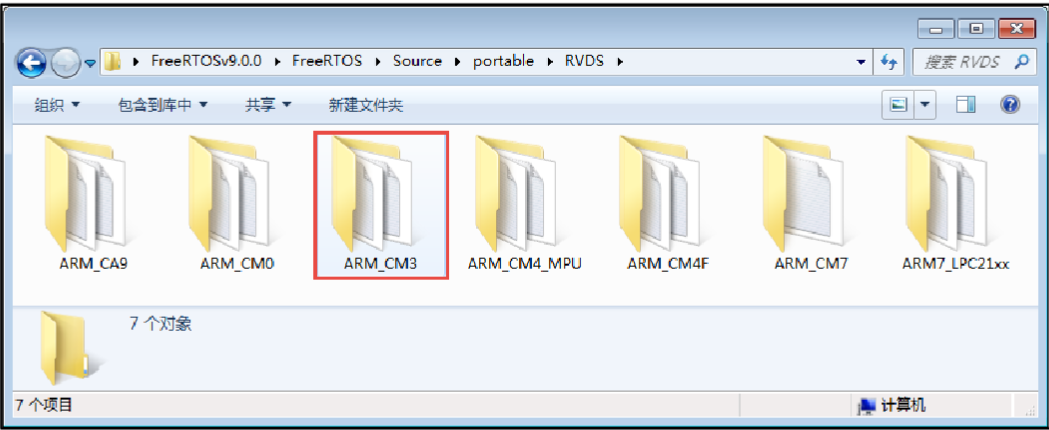 FreeRTOSv9.0.0 FreeRTOS Source portable RVDS 搜索 RVDS
组织 包含到库中 共享 新建文件夹
ARM_CA9 ARM_CM0 ARM_CM3 ARM_CM4_MPU ARM_CM4F ARM_CM7 ARM7_LPC21xx
7 个对象
7 个项目 计算机